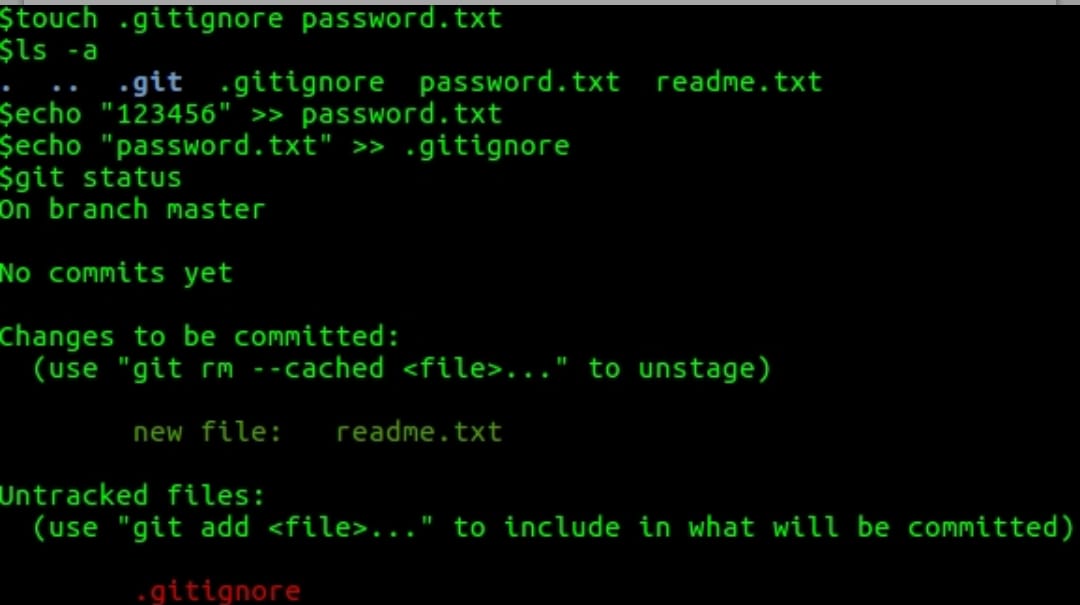 $touch .gitignore password.txt
$ls -a
. .. .git .gitignore password.txt readme.txt
$echo "123456" >> password.txt
$echo "password.txt" >> .gitignore
$git status
On branch master
No commits yet
Changes to be committed:
(use "git rm --cached <file>..." to unstage)
new file: readme.txt
Untracked files:
(use "git add <file>..." to include in what will be committed)
.gitignore